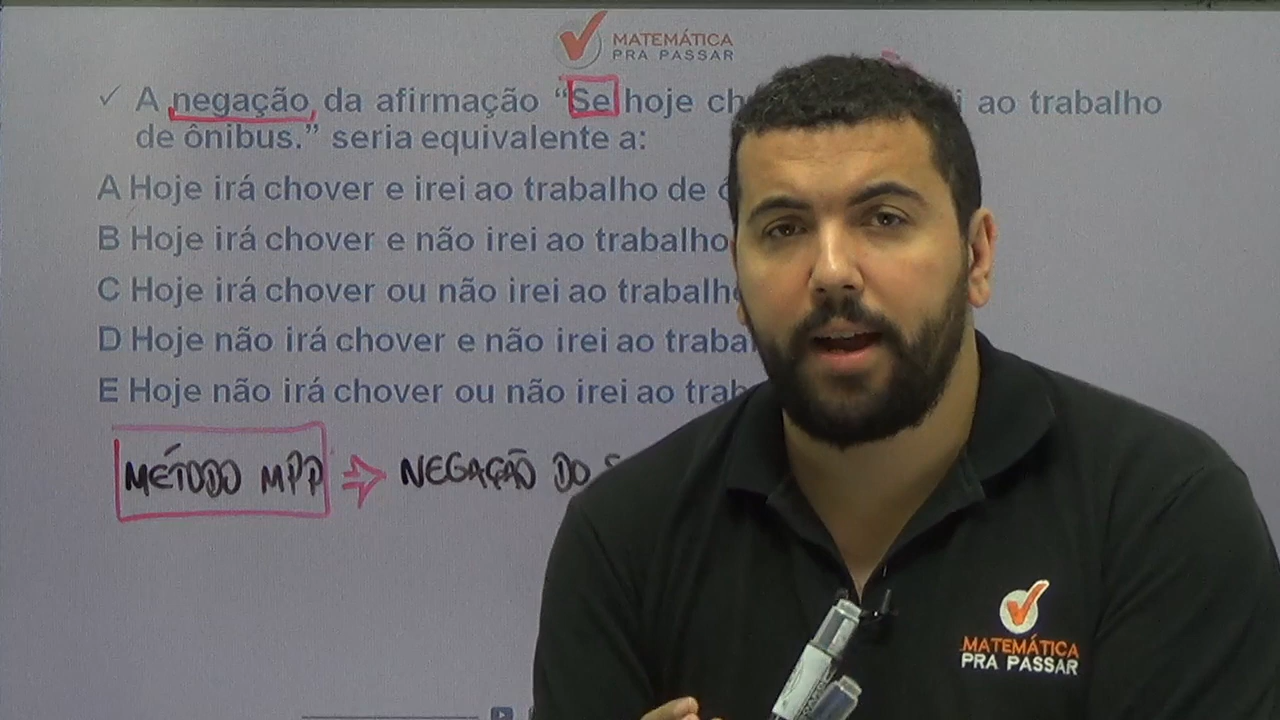 MATEMÁTICA
PRA PASSAR
✓ A negação da afirmação “Se hoje ao trabalho
de ônibus.” seria equivalente a:
A Hoje irá chover e irei ao trabalho de
B Hoje irá chover e não irei ao trabalho
C Hoje irá chover ou não irei ao trabalho
D Hoje não irá chover e não irei ao
E Hoje não irá chover ou não irei ao
MÉTODO MPP ⇒ NEGAÇÃO DO
MATEMÁTICA
PRA PASSAR